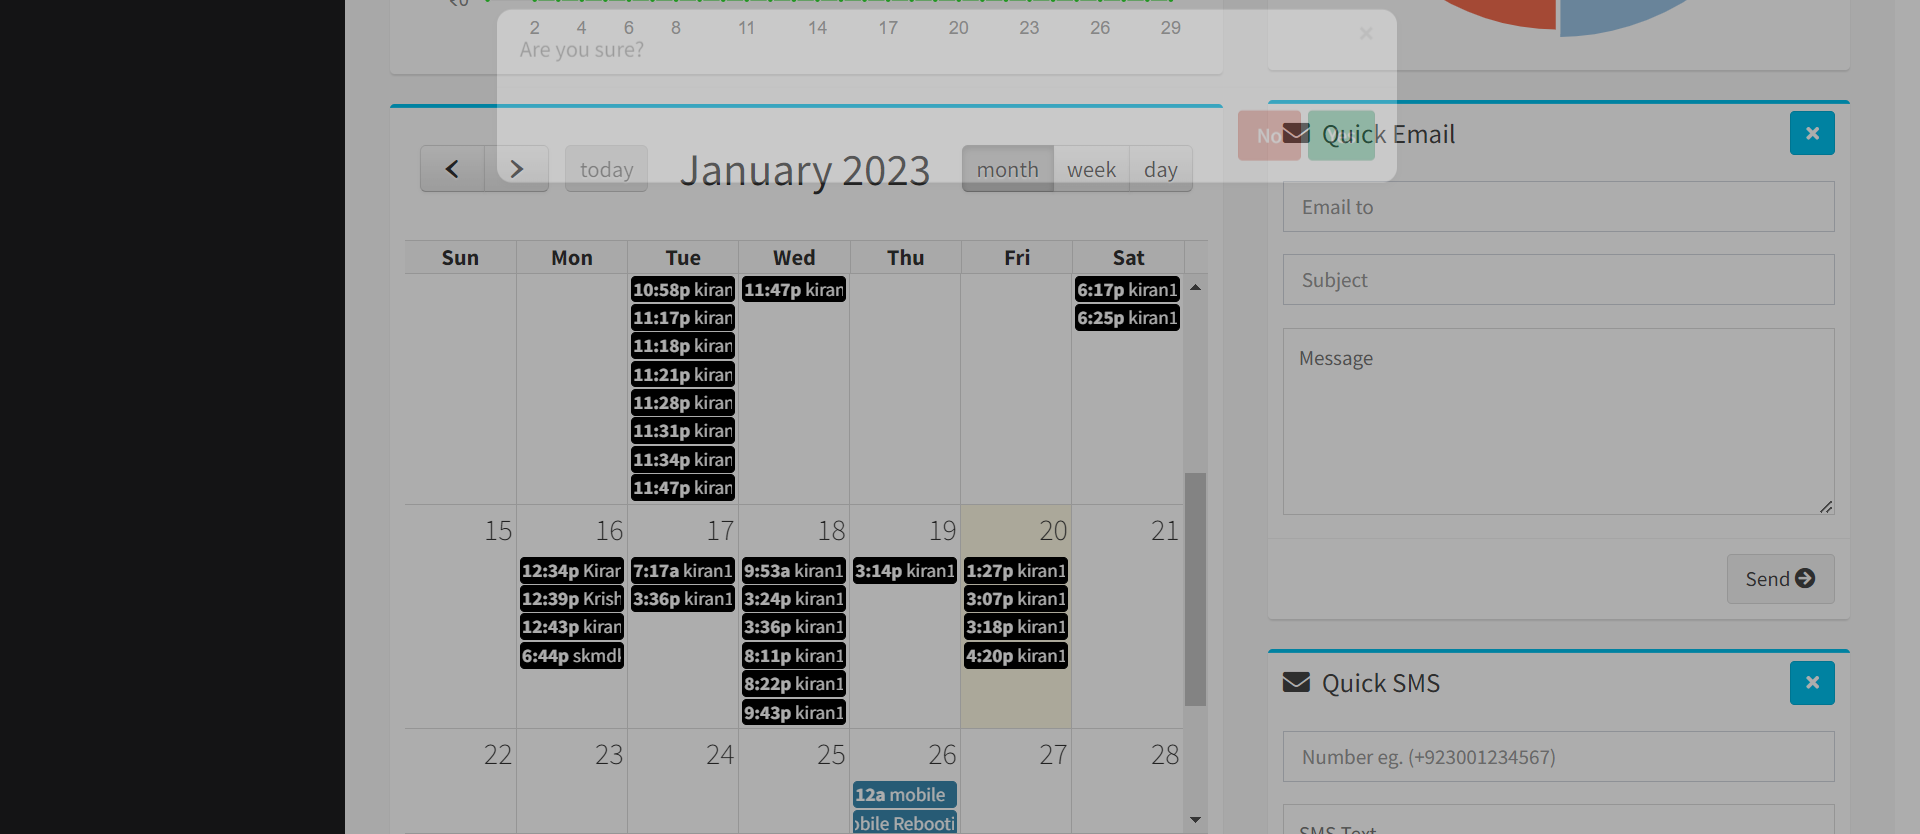 ₹0
2 4 6 8 11 14 17 20 23 26 29
Are you sure?
×
No Yes
January 2023
today
month week day
Sun Mon Tue Wed Thu Fri Sat
10:58p kiran
11:17p kiran
11:18p kiran
11:21p kiran
11:28p kiran
11:31p kiran
11:34p kiran
11:47p kiran
11:47p kiran
6:17p kiran1
6:25p kiran1
15 16 17 18 19 20 21
12:34p Kiran
12:39p Krish
12:43p kiran
6:44p skmd
7:17a kiran1
3:36p kiran1
9:53a kiran1
3:24p kiran1
3:36p kiran1
8:11p kiran1
8:22p kiran1
9:43p kiran1
3:14p kiran1
1:27p kiran1
3:07p kiran1
3:18p kiran1
4:20p kiran1
22 23 24 25 26 27 28
12a mobile
obile Rebooti
Quick Email
Email to
Subject
Message
Send
Quick SMS
Number eg. (+923001234567)
SMS Text